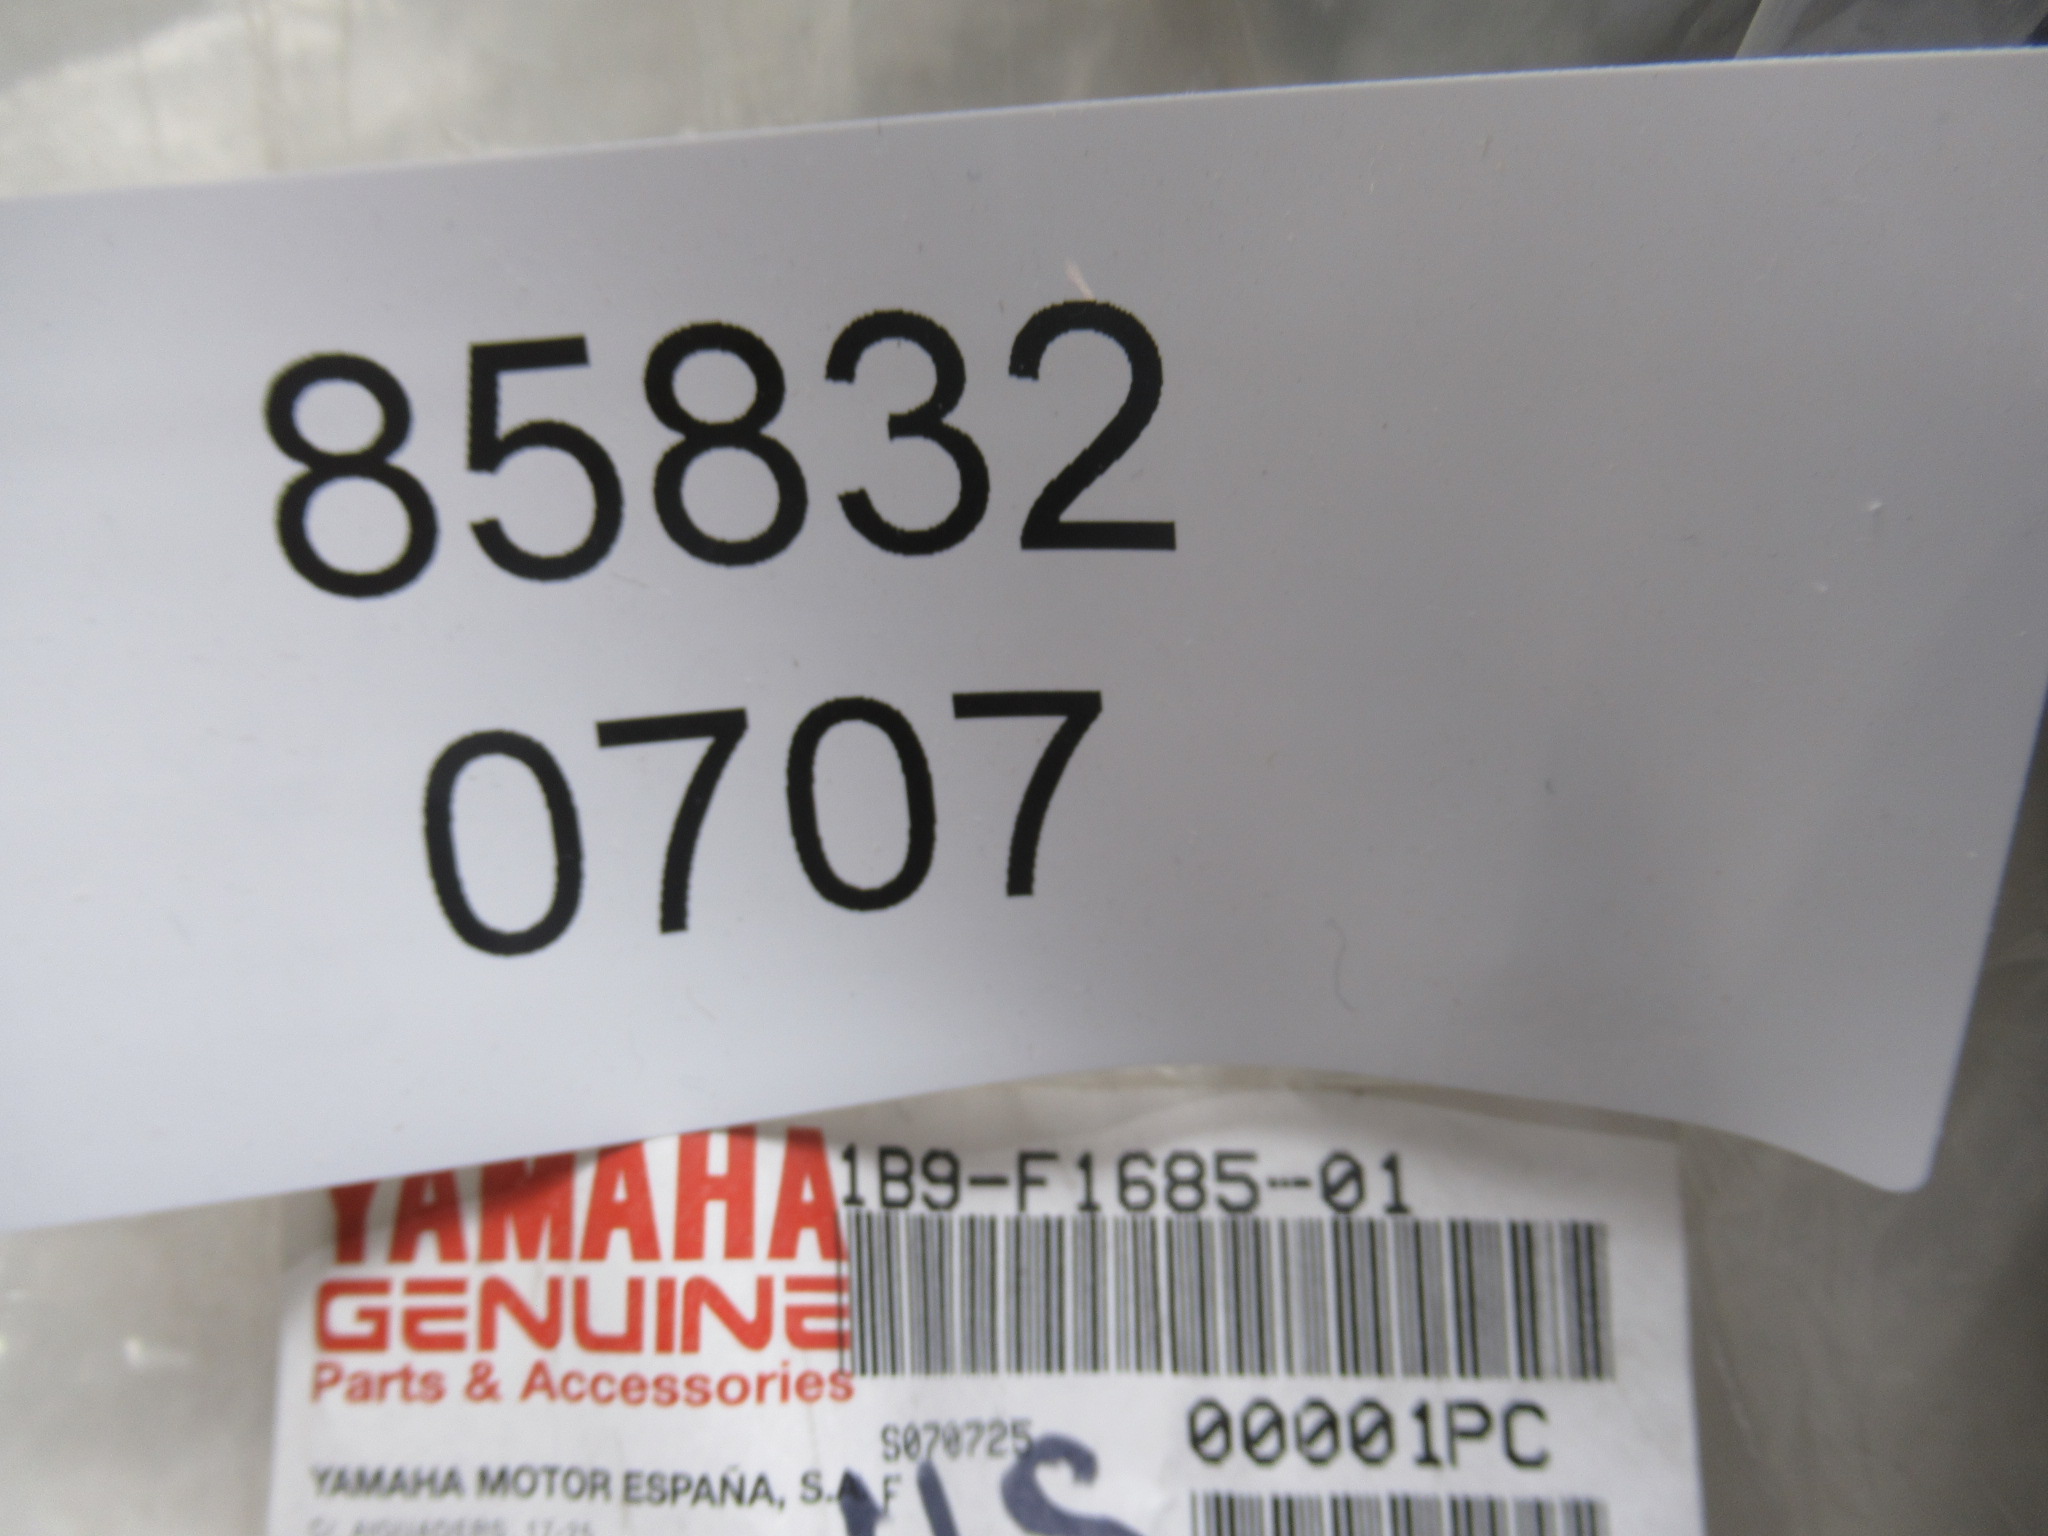 85832
0707
YAMAHA 1B9-F1685-01
GENUINE
Parts & Accessories
S070725 00001PC
YAMAHA MOTOR ESPAÑA, S.A. F